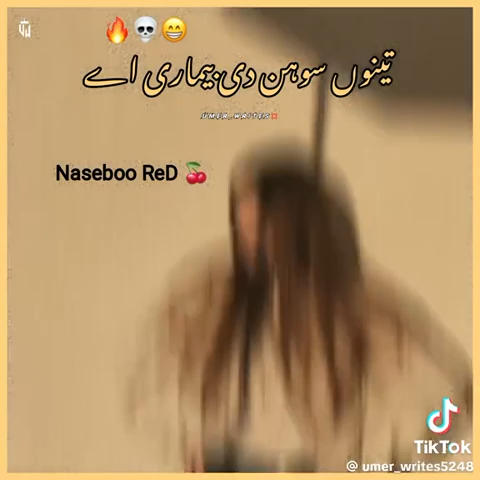 🔥💀😁
تینوں سوہن دی بیماری اے
UMER_WRITES💢
Naseboo ReD 🍒
TikTok
@ umer_writes5248